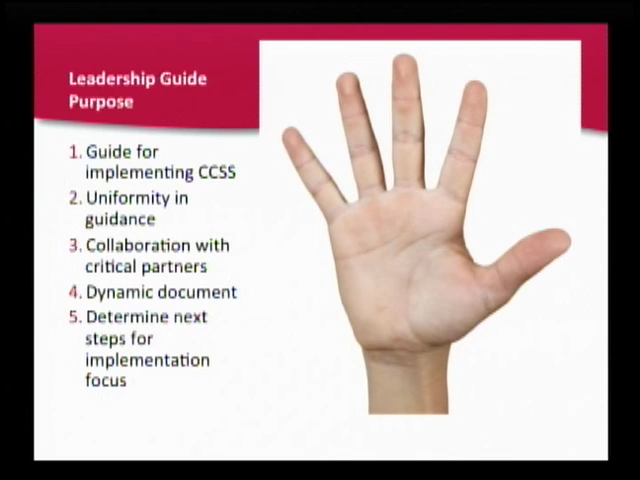 Leadership Guide
Purpose
1. Guide for
implementing CCSS
2. Uniformity in
guidance
3. Collaboration with
critical partners
4. Dynamic document
5. Determine next
steps for
implementation
focus